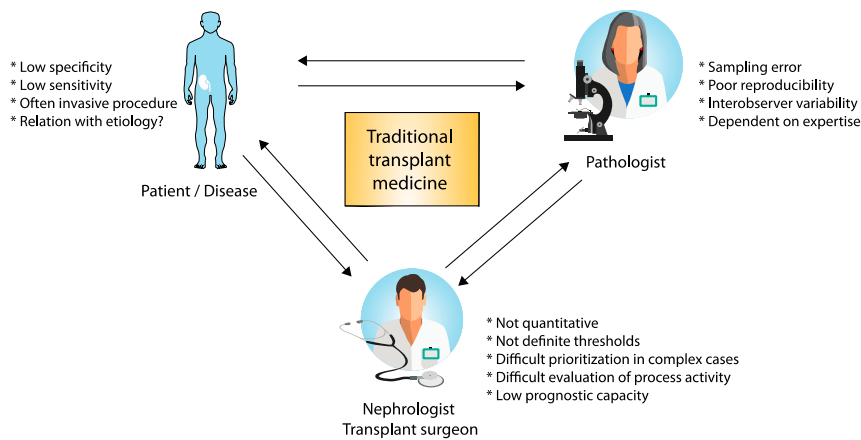 * Low specificity
* Low sensitivity
* Often invasive procedure
* Relation with etiology?
Patient / Disease
Traditional
transplant
medicine
* Sampling error
* Poor reproducibility
* Interobserver variability
* Dependent on expertise
Pathologist
* Not quantitative
* Not definite thresholds
* Difficult prioritization in complex cases
* Difficult evaluation of process activity
* Low prognostic capacity
Nephrologist
Transplant surgeon